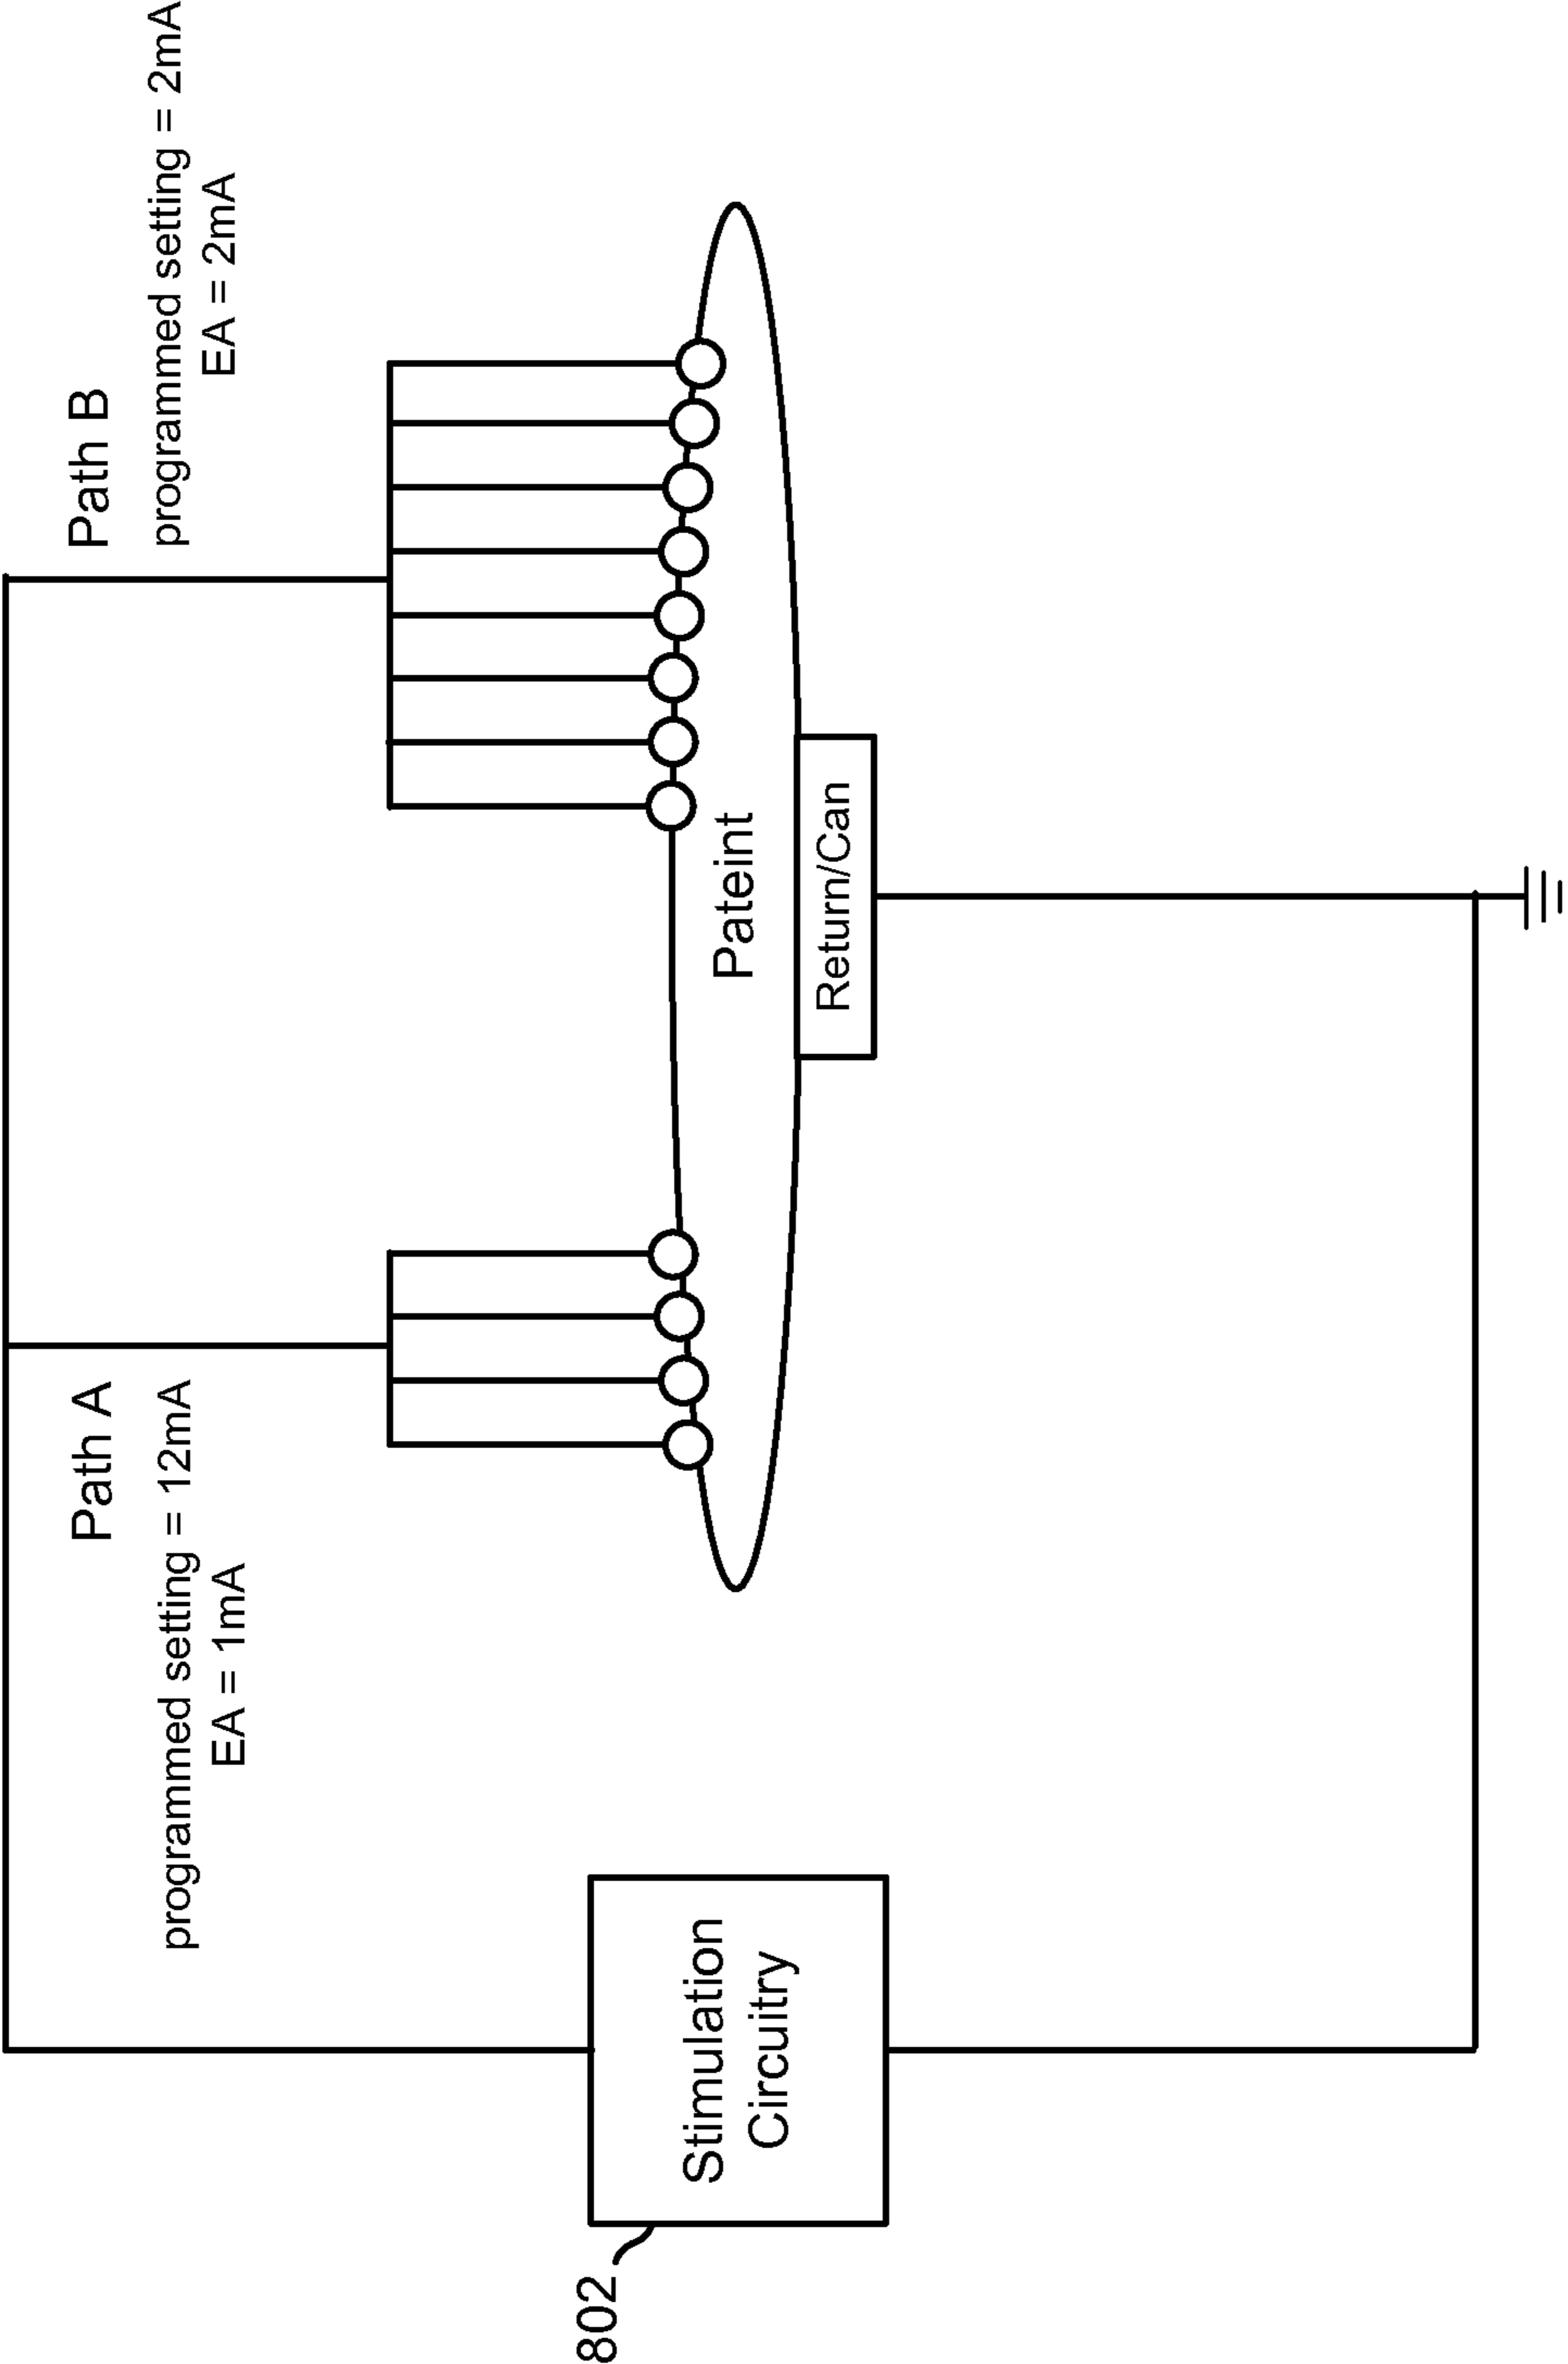 Path A
programmed setting = 12mA
EA = 1mA
Path B
programmed setting = 2mA
EA = 2mA
802
Stimulation
Circuitry
Pateint
Return/Can